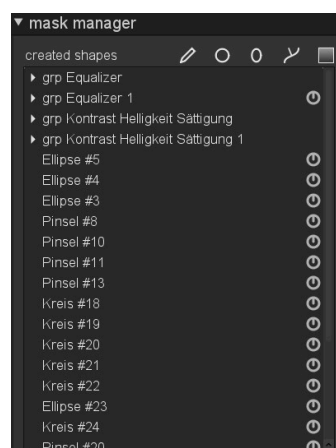 mask manager
created shapes
grp Equalizer
grp Equalizer 1
grp Kontrast Helligkeit Sättigung
grp Kontrast Helligkeit Sättigung 1
Ellipse #5
Ellipse #4
Ellipse #3
Pinsel #8
Pinsel #10
Pinsel #11
Pinsel #13
Kreis #18
Kreis #19
Kreis #20
Kreis #21
Kreis #22
Ellipse #23
Kreis #24
Pinsel #20